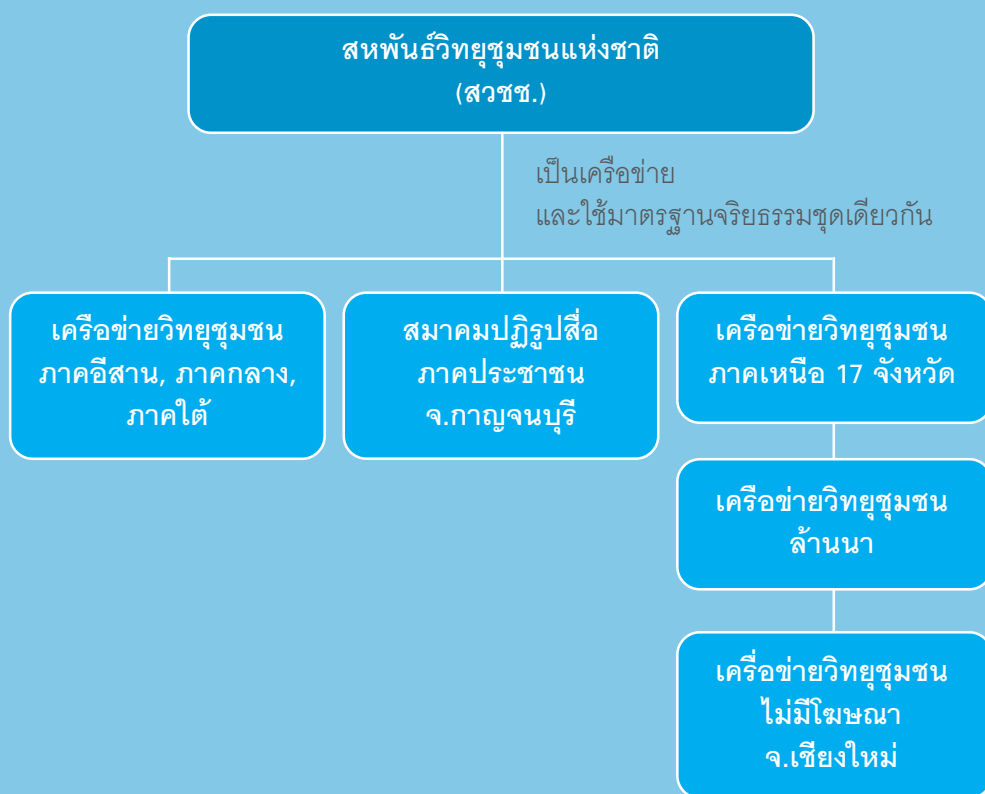 สหพันธ์วิทยุชุมชนแห่งชาติ
(สวชช.)
เป็นเครือข่าย
และใช้มาตรฐานจริยธรรมชุดเดียวกัน
เครือข่ายวิทยุชุมชน
ภาคอีสาน, ภาคกลาง,
ภาคใต้
สมาคมปฏิรูปสื่อ
ภาคประชาชน
จ.กาญจนบุรี
เครือข่ายวิทยุชุมชน
ภาคเหนือ 17 จังหวัด
เครือข่ายวิทยุชุมชน
ล้านนา
เครื่อข่ายวิทยุชุมชน
ไม่มีโฆษณา
จ.เชียงใหม่